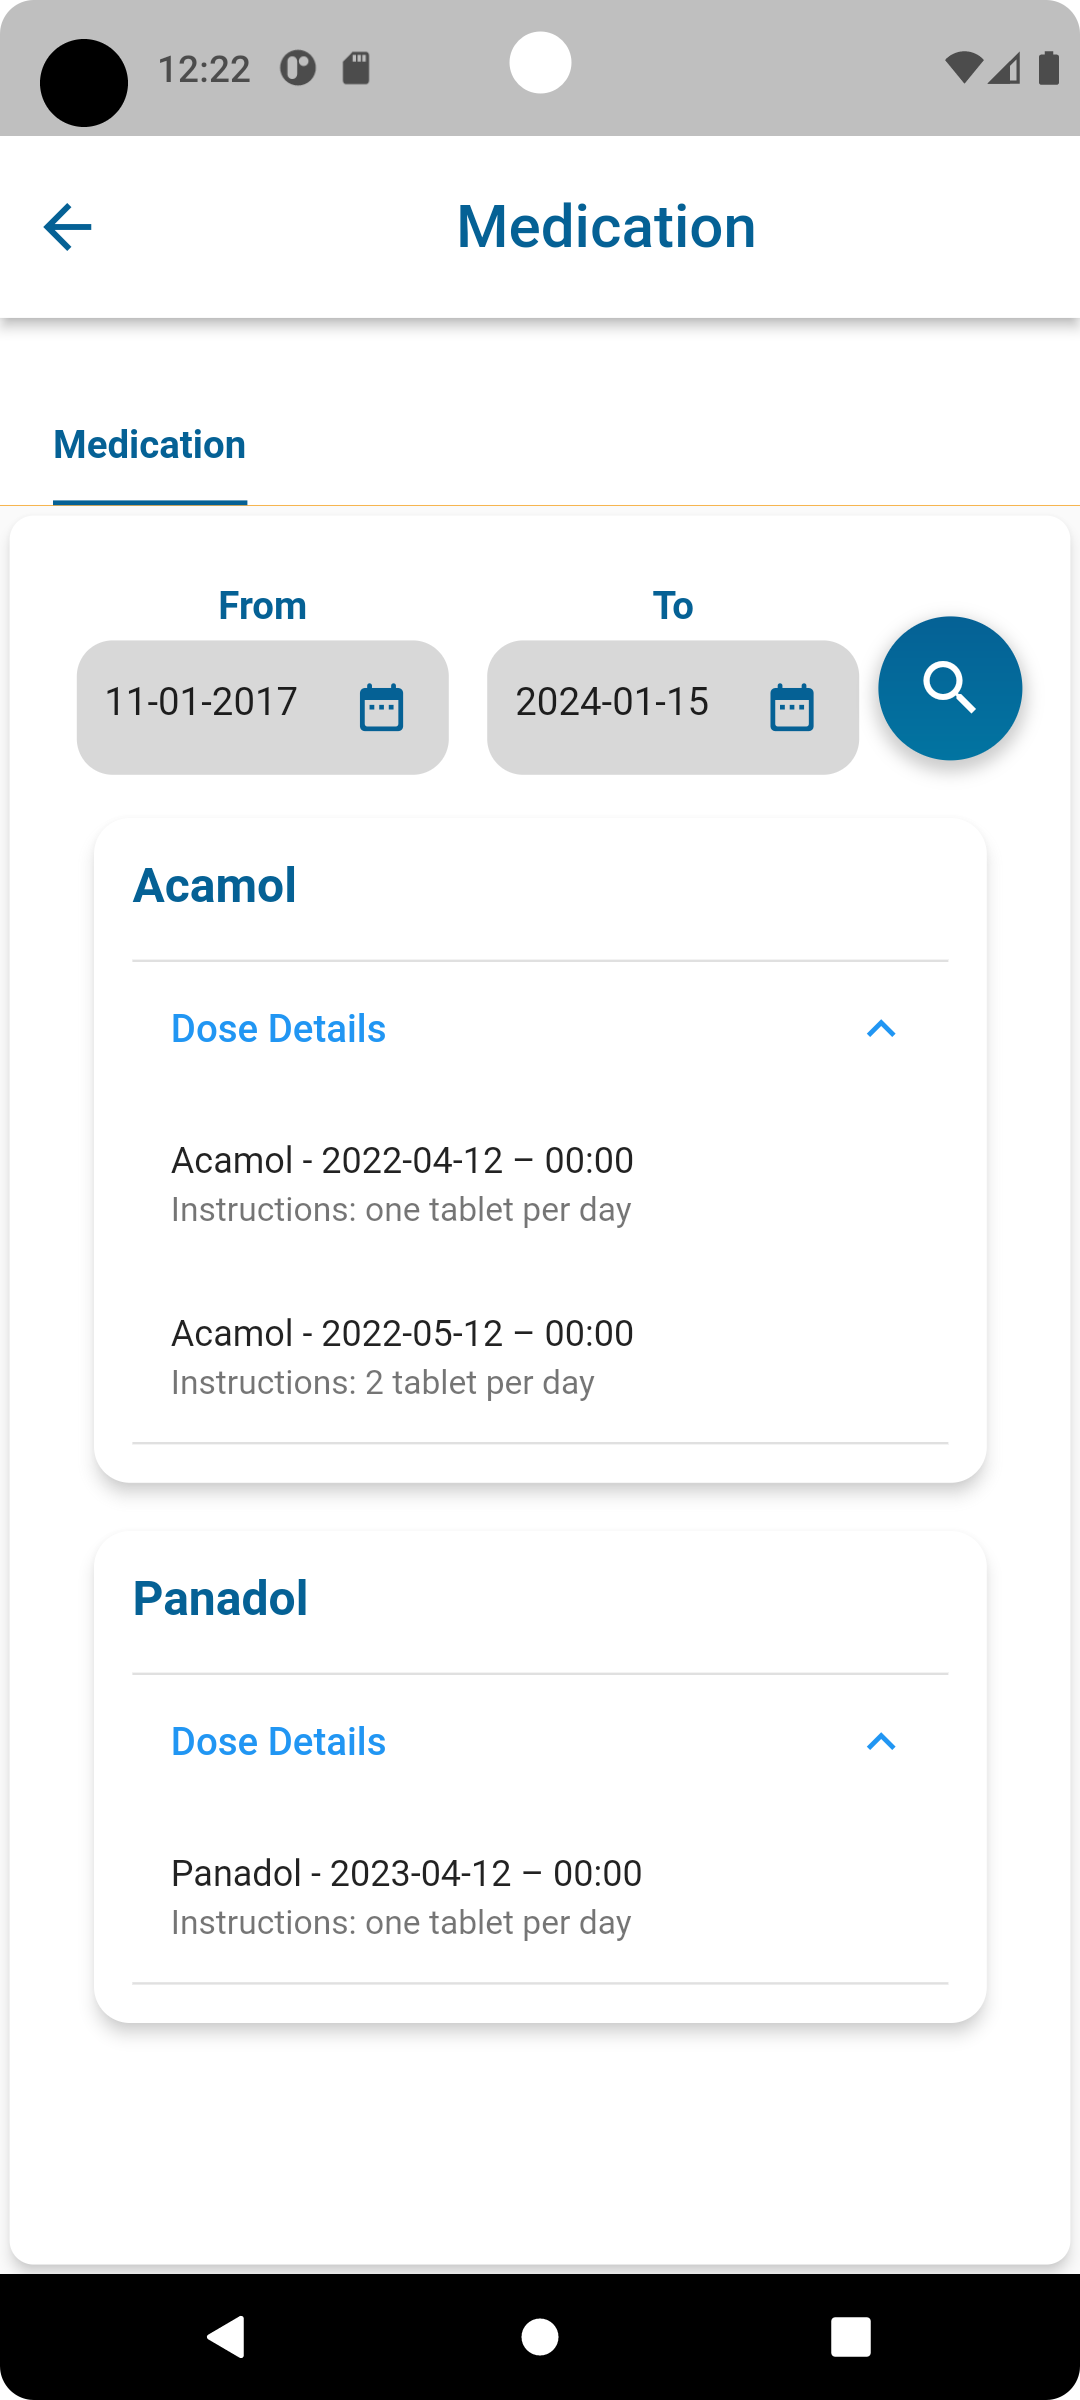 12:22
Medication
Medication
From To
11-01-2017 2024-01-15
Acamol
Dose Details
Acamol - 2022-04-12 – 00:00
Instructions: one tablet per day
Acamol - 2022-05-12 – 00:00
Instructions: 2 tablet per day
Panadol
Dose Details
Panadol - 2023-04-12 – 00:00
Instructions: one tablet per day